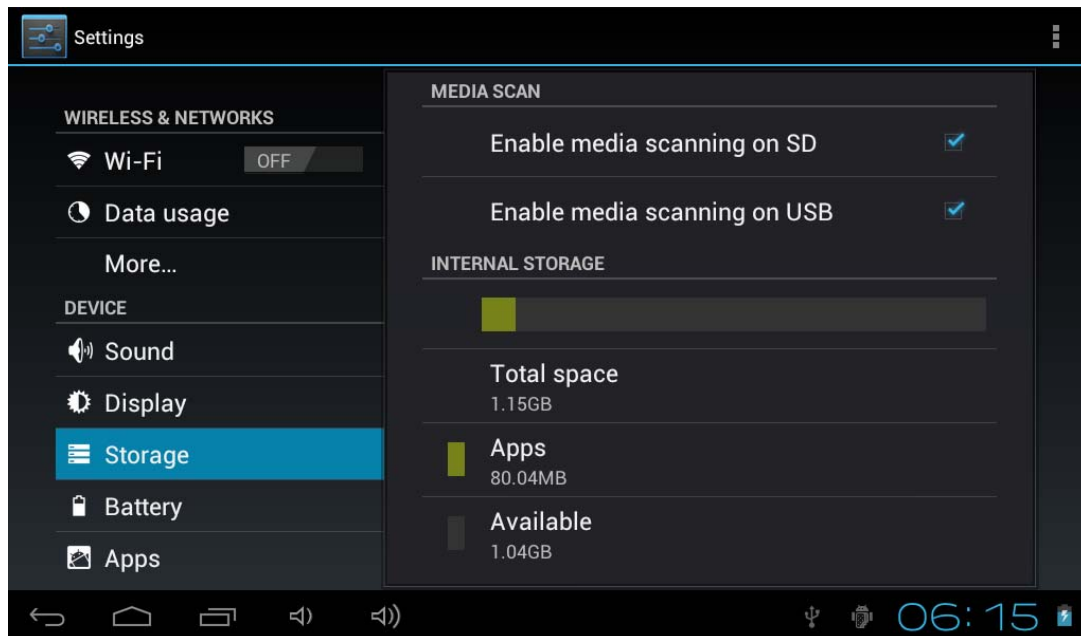 Settings
WIRELESS & NETWORKS
Wi-Fi OFF
Data usage
More...
DEVICE
Sound
Display
Storage
Battery
Apps
MEDIA SCAN
Enable media scanning on SD
Enable media scanning on USB
INTERNAL STORAGE
Total space
1.15GB
Apps
80.04MB
Available
1.04GB
06:15